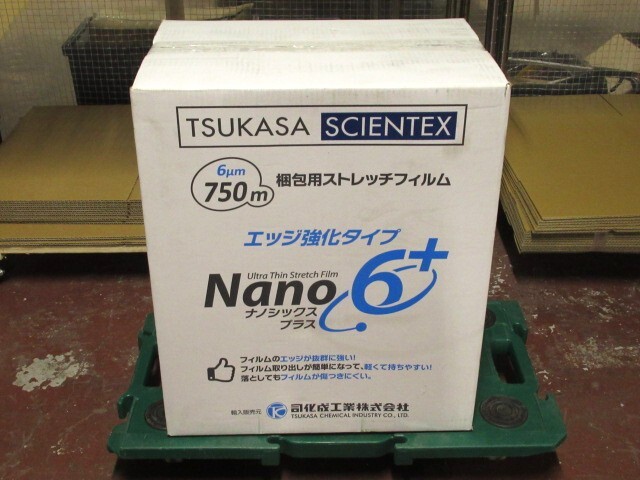 TSUKASA SCIENTEX
6μm
750m
梱包用ストレッチフィルム
エッジ強化タイプ
Ultra Thin Stretch Film
Nano 6+
ナノシックス
プラス
フィルムのエッジが抜群に強い!
フィルム取り出しが簡単になって、軽くて持ちやすい!
落としてもフィルムが傷つきにくい。
輸入販売元 司化成工業株式会社
TSUKASA CHEMICAL INDUSTRY CO., LTD.